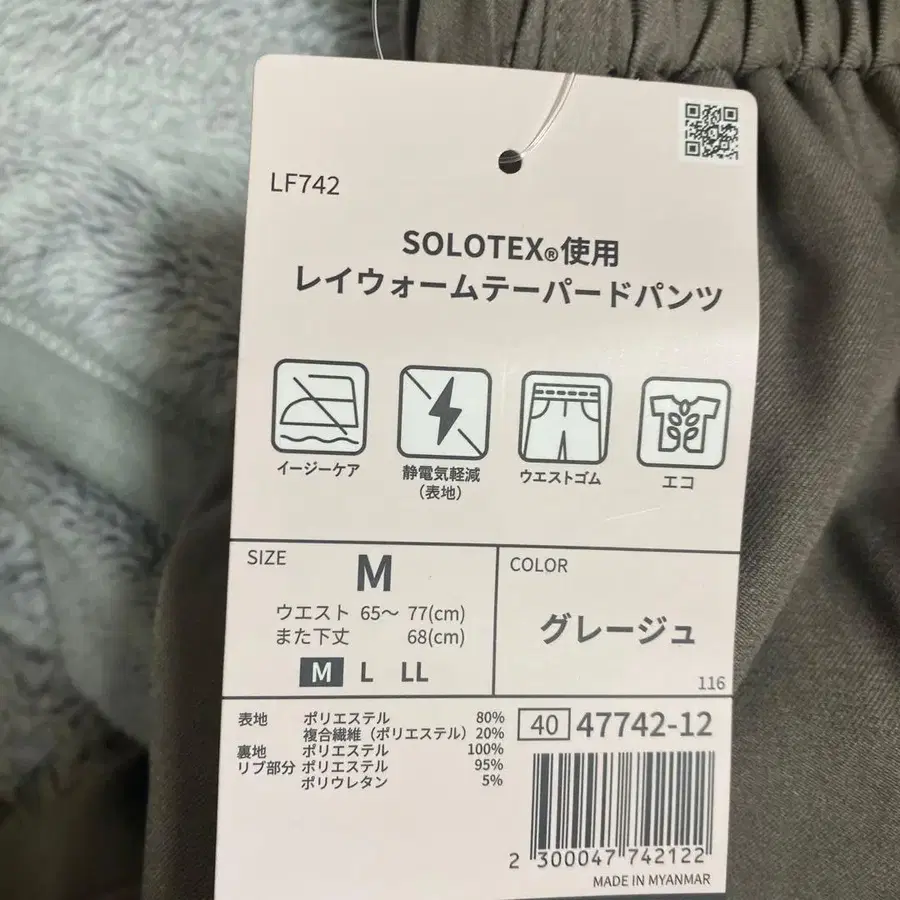 LF742
SOLOTEX®使用
レイウォームテーパードパンツ
イージーケア
静電気軽減
(表地)
ウエストゴム
エコ
SIZE
M
ウエスト 65〜 77(cm)
また下丈 68(cm)
M L LL
COLOR
グレージュ
116
表地 ポリエステル 80%
複合繊維(ポリエステル) 20%
裏地 ポリエステル 100%
リブ部分 ポリエステル 95%
ポリウレタン 5%
40 47742-12
2 300047 742122
MADE IN MYANMAR